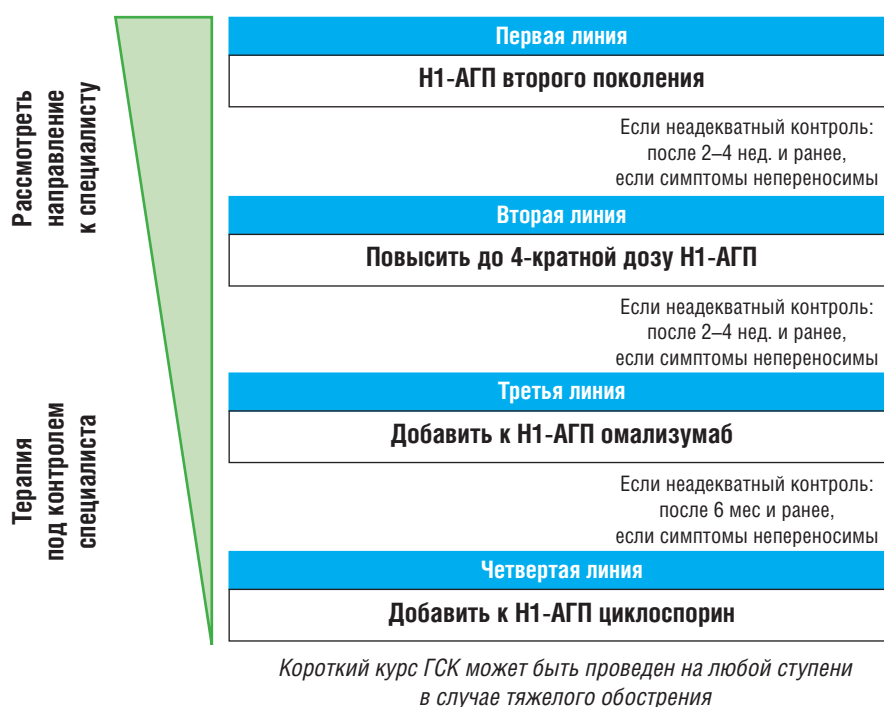 Рассмотреть
направление
к специалисту
Терапия
под контролем
специалиста
Первая линия
Н1-АГП второго поколения
Если неадекватный контроль:
после 2–4 нед. и ранее,
если симптомы непереносимы
Вторая линия
Повысить до 4-кратной дозу Н1-АГП
Если неадекватный контроль:
после 2–4 нед. и ранее,
если симптомы непереносимы
Третья линия
Добавить к Н1-АГП омализумаб
Если неадекватный контроль:
после 6 мес и ранее,
если симптомы непереносимы
Четвертая линия
Добавить к Н1-АГП циклоспорин
Короткий курс ГСК может быть проведен на любой ступени
в случае тяжелого обострения